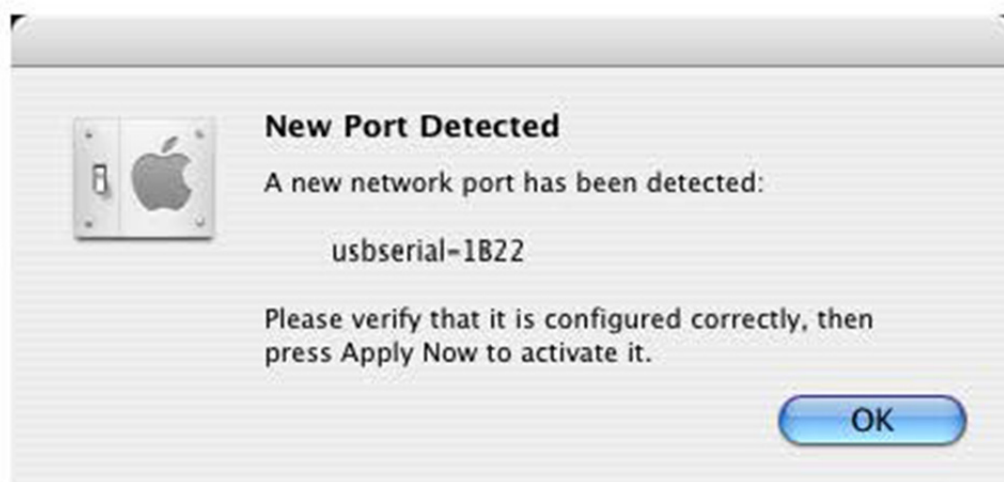 New Port Detected
A new network port has been detected:
usbserial-1B22
Please verify that it is configured correctly, then
press Apply Now to activate it.
OK